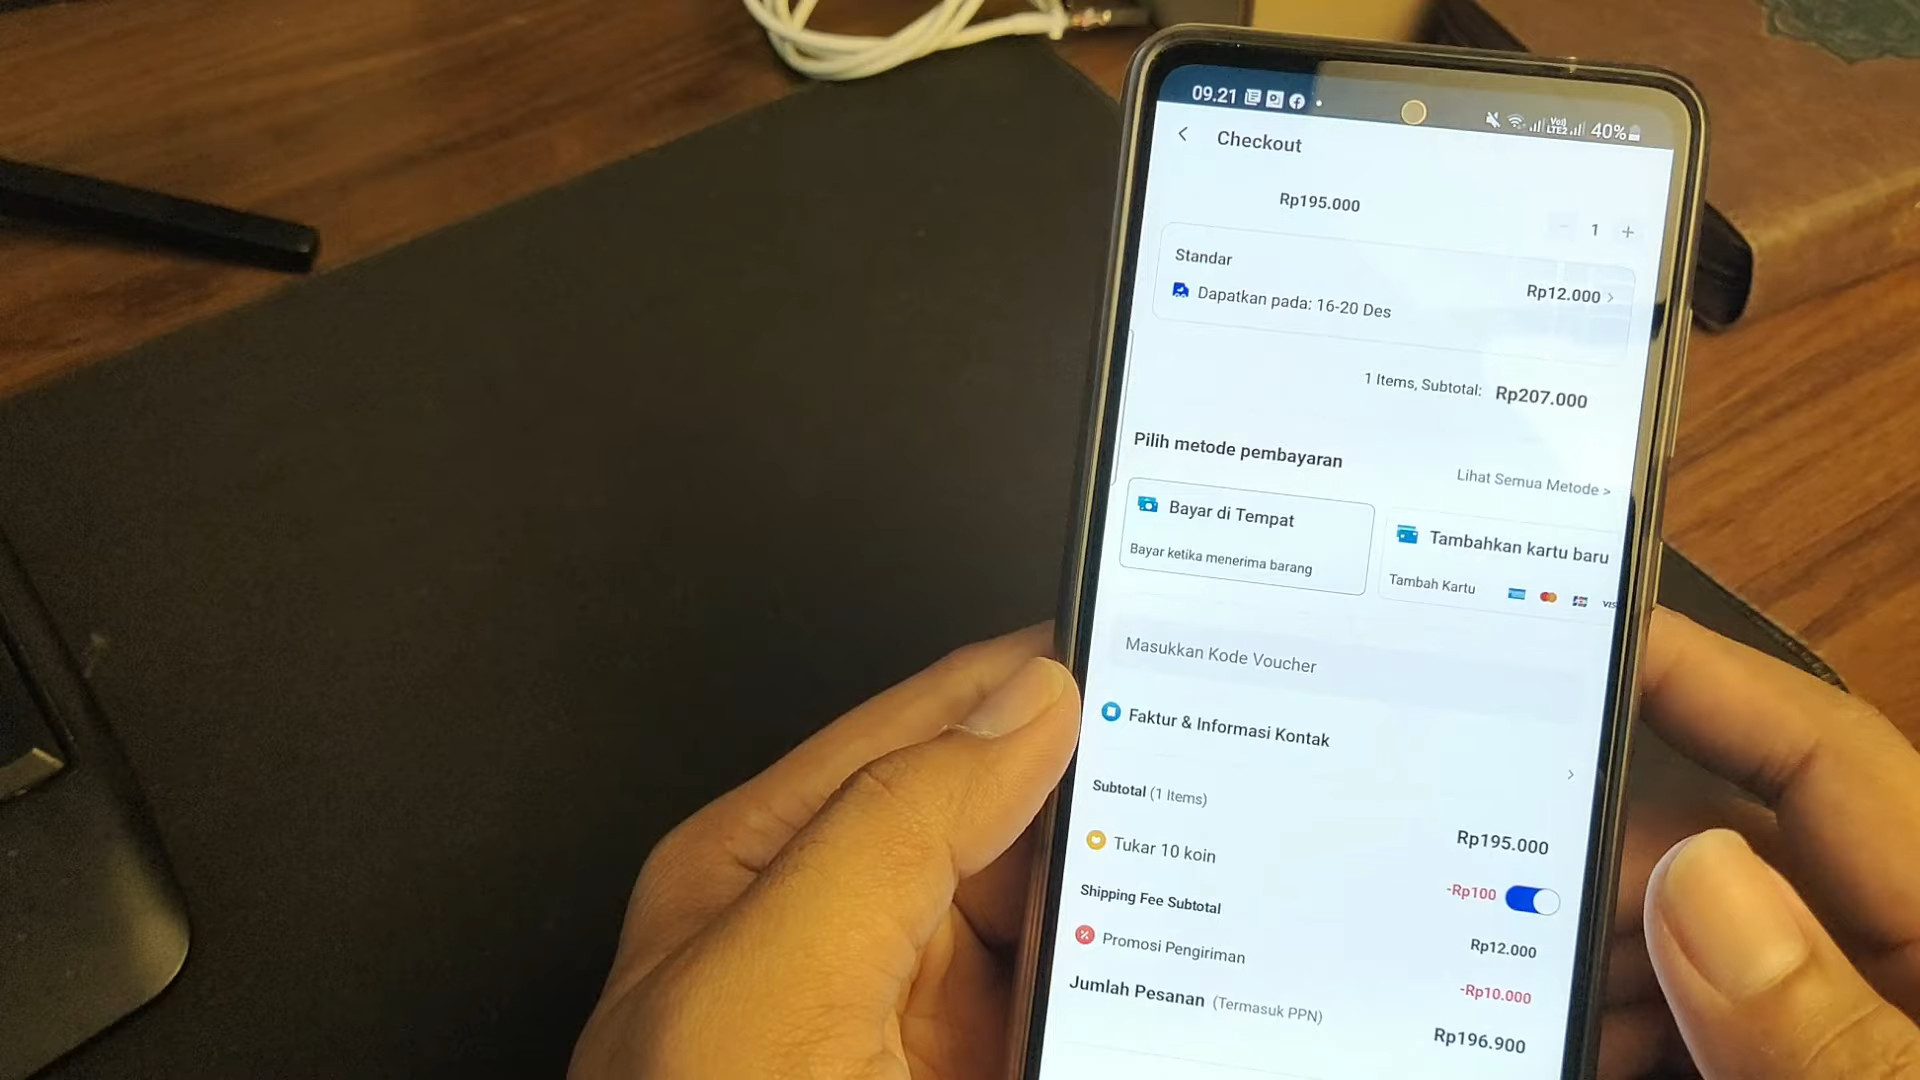 09.21 VoI) LTE2 40%
Checkout
Rp195.000
- 1 +
Standar
Rp12.000 >
Dapatkan pada: 16-20 Des
1 Items, Subtotal: Rp207.000
Pilih metode pembayaran
Lihat Semua Metode >
Bayar di Tempat
Bayar ketika menerima barang
Tambahkan kartu baru
Tambah Kartu
Masukkan Kode Voucher
Faktur & Informasi Kontak
Subtotal (1 Items)
Rp195.000
Tukar 10 koin
-Rp100
Shipping Fee Subtotal
Rp12.000
Promosi Pengiriman
-Rp10.000
Jumlah Pesanan (Termasuk PPN)
Rp196.900